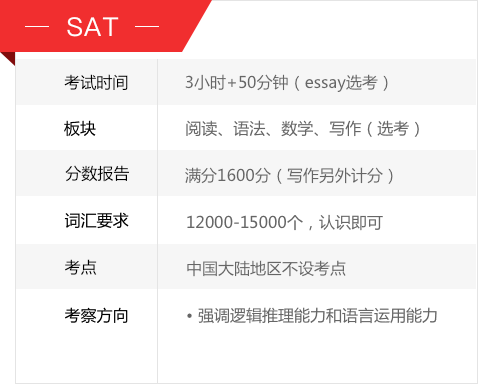 SAT
考试时间 3小时+50分钟（essay选考）
板块 阅读、语法、数学、写作（选考）
分数报告 满分1600分（写作另外计分）
词汇要求 12000-15000个，认识即可
考点 中国大陆地区不设考点
考察方向 • 强调逻辑推理能力和语言运用能力